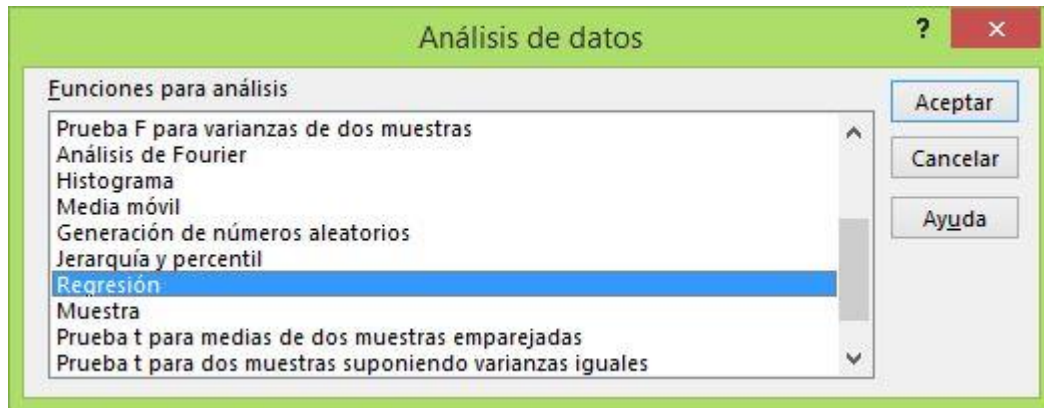 Análisis de datos
?
Funciones para análisis
Prueba F para varianzas de dos muestras
Análisis de Fourier
Histograma
Media móvil
Generación de números aleatorios
Jerarquía y percentil
Regresión
Muestra
Prueba t para medias de dos muestras emparejadas
Prueba t para dos muestras suponiendo varianzas iguales
Aceptar
Cancelar
Ayuda